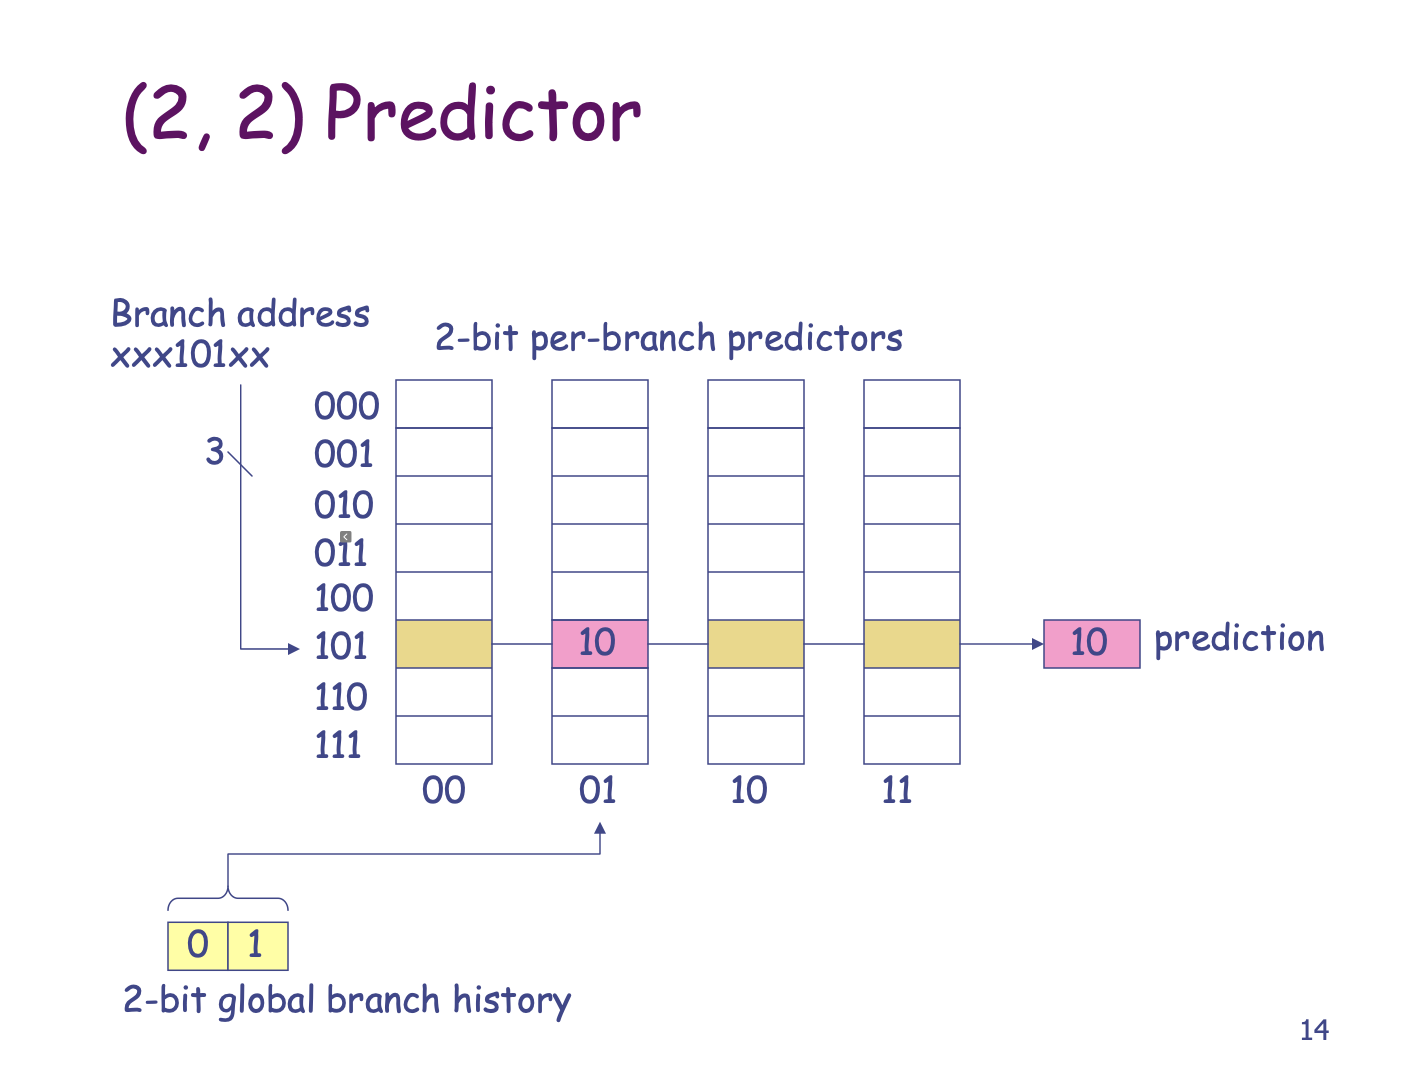 (2, 2) Predictor
Branch address
xxx101xx
2-bit per-branch predictors
3
000
001
010
011
100
101
10
10
prediction
110
111
00
01
10
11
0 1
2-bit global branch history
14